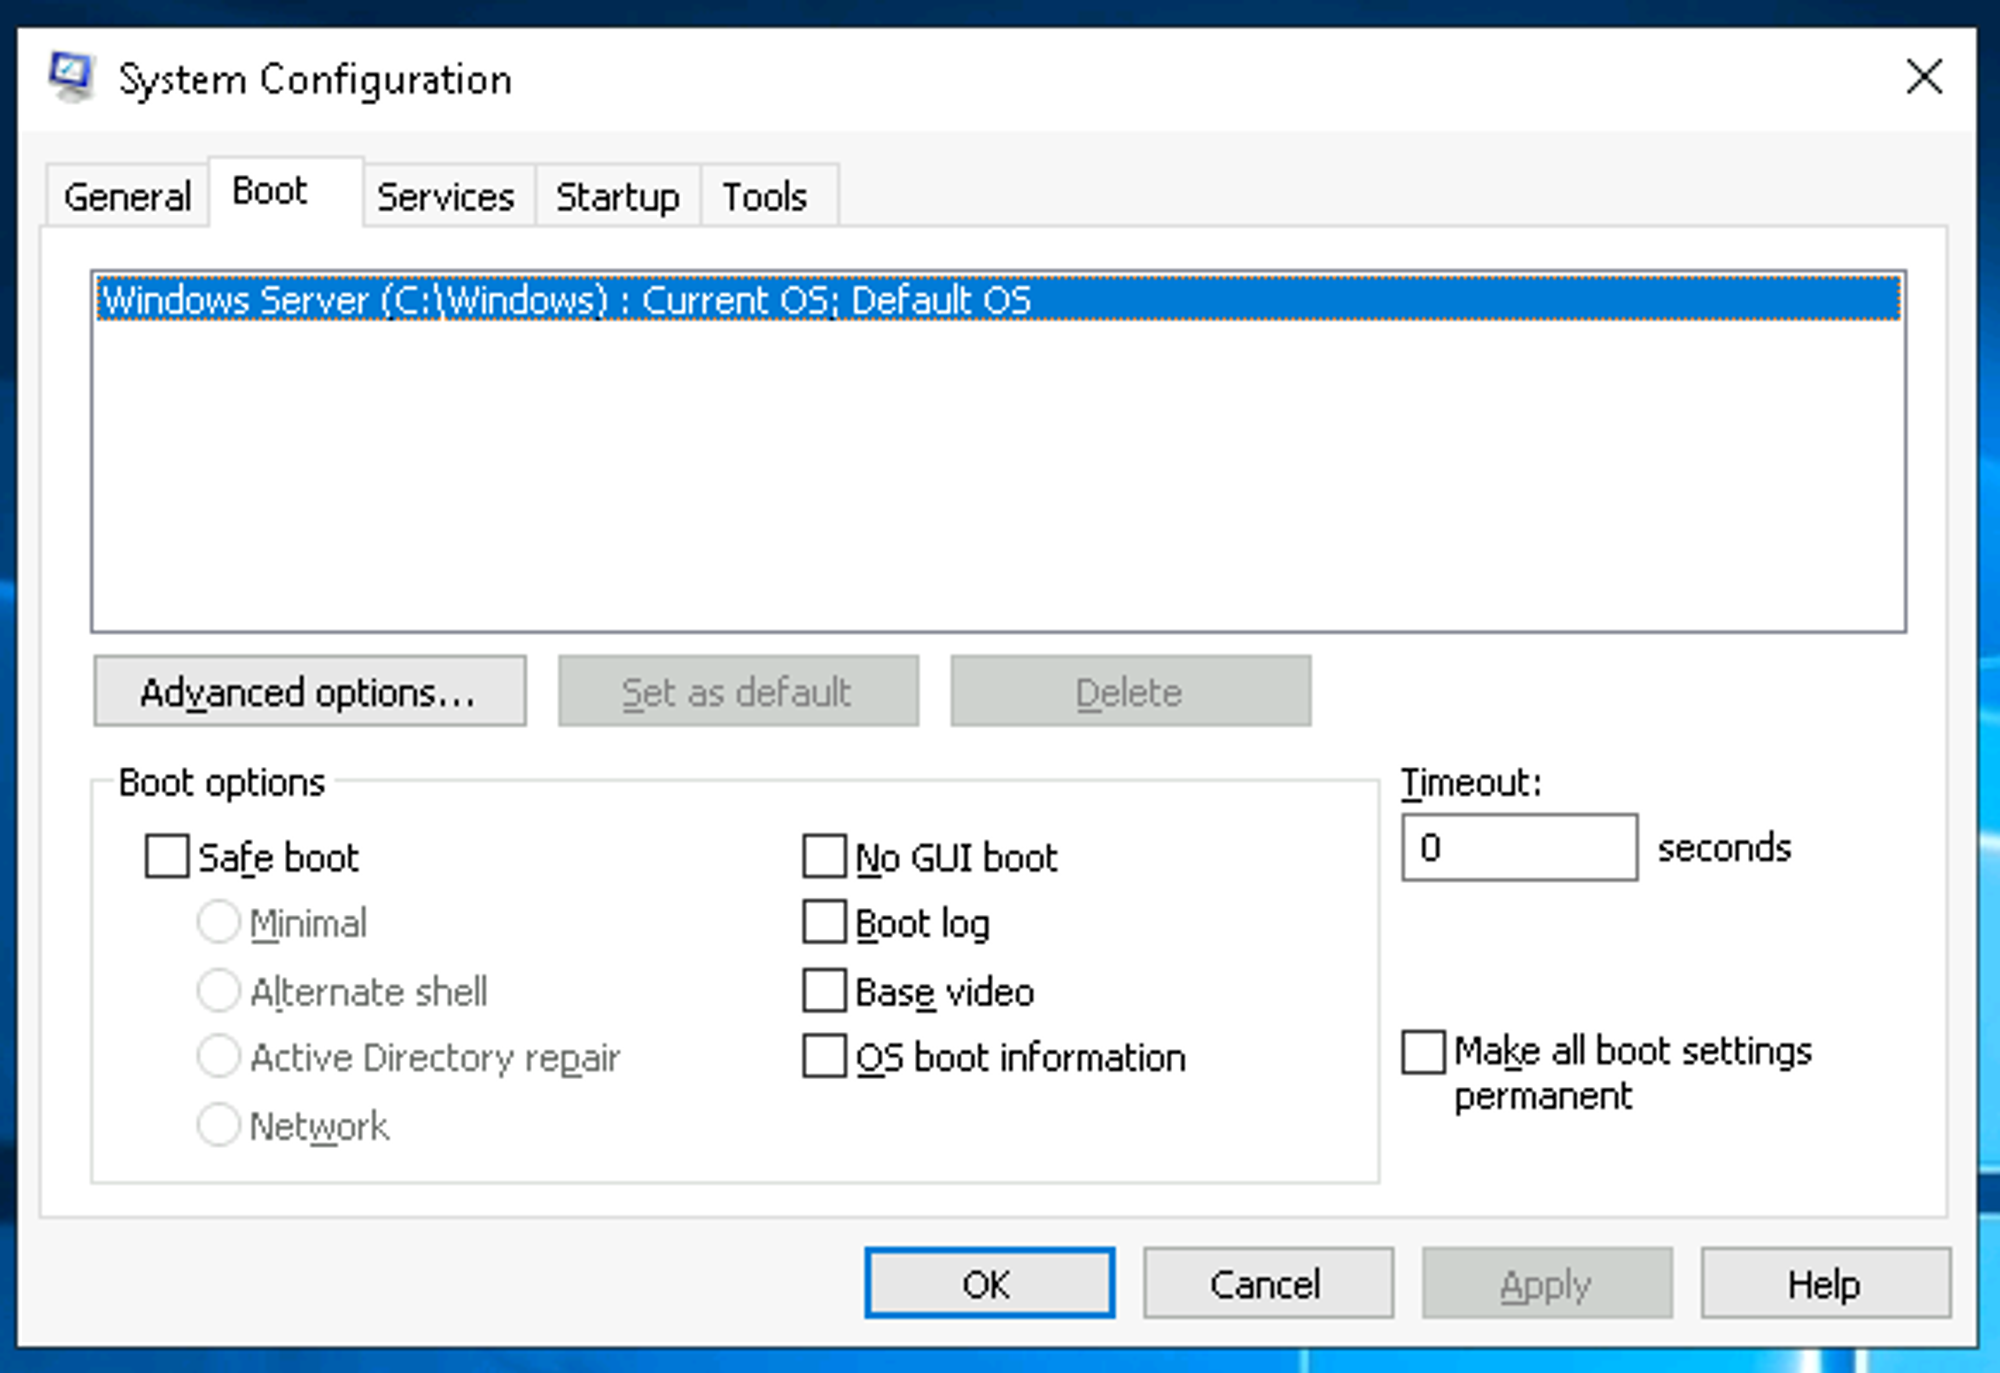 System Configuration
General Boot Services Startup Tools
Windows Server (C:\Windows) : Current OS; Default OS
Advanced options... Set as default Delete
Boot options
Timeout:
Safe boot
No GUI boot
0 seconds
Minimal
Boot log
Alternate shell
Base video
Active Directory repair
OS boot information
Make all boot settings
permanent
Network
OK Cancel Apply Help